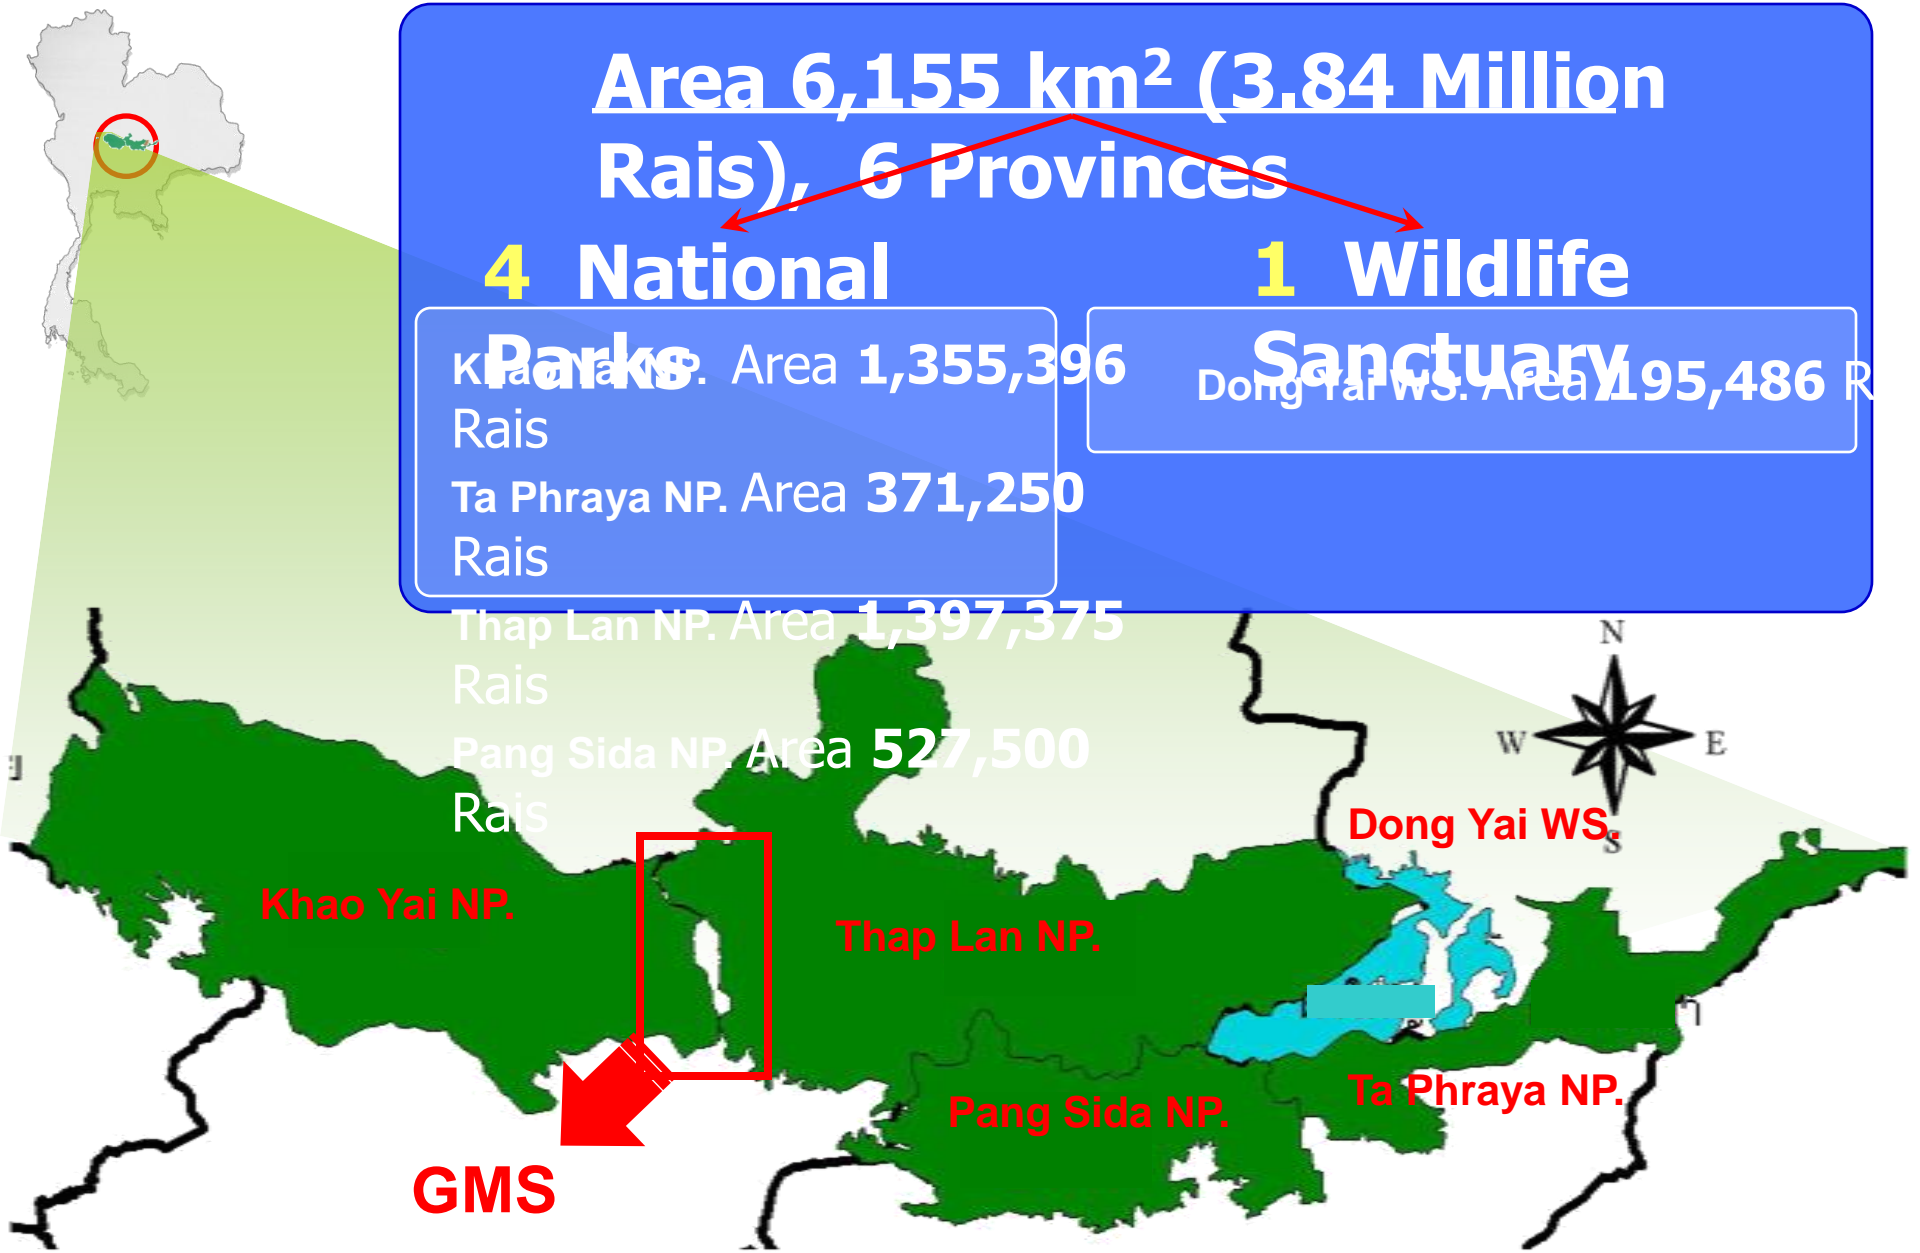 Area 6,155 km² (3.84 Million
Rais),  6 Provinces
4 National
Parks
1 Wildlife
Sanctuary
Khao Yai NP. Area 1,355,396
Rais
Ta Phraya NP. Area 371,250
Rais
Thap Lan NP. Area 1,397,375
Rais
Pang Sida NP. Area 527,500
Rais
Dong Yai WS. Area 195,486 R
N
W
E
S
Dong Yai WS.
Khao Yai NP.
Thap Lan NP.
Ta Phraya NP.
Pang Sida NP.
GMS